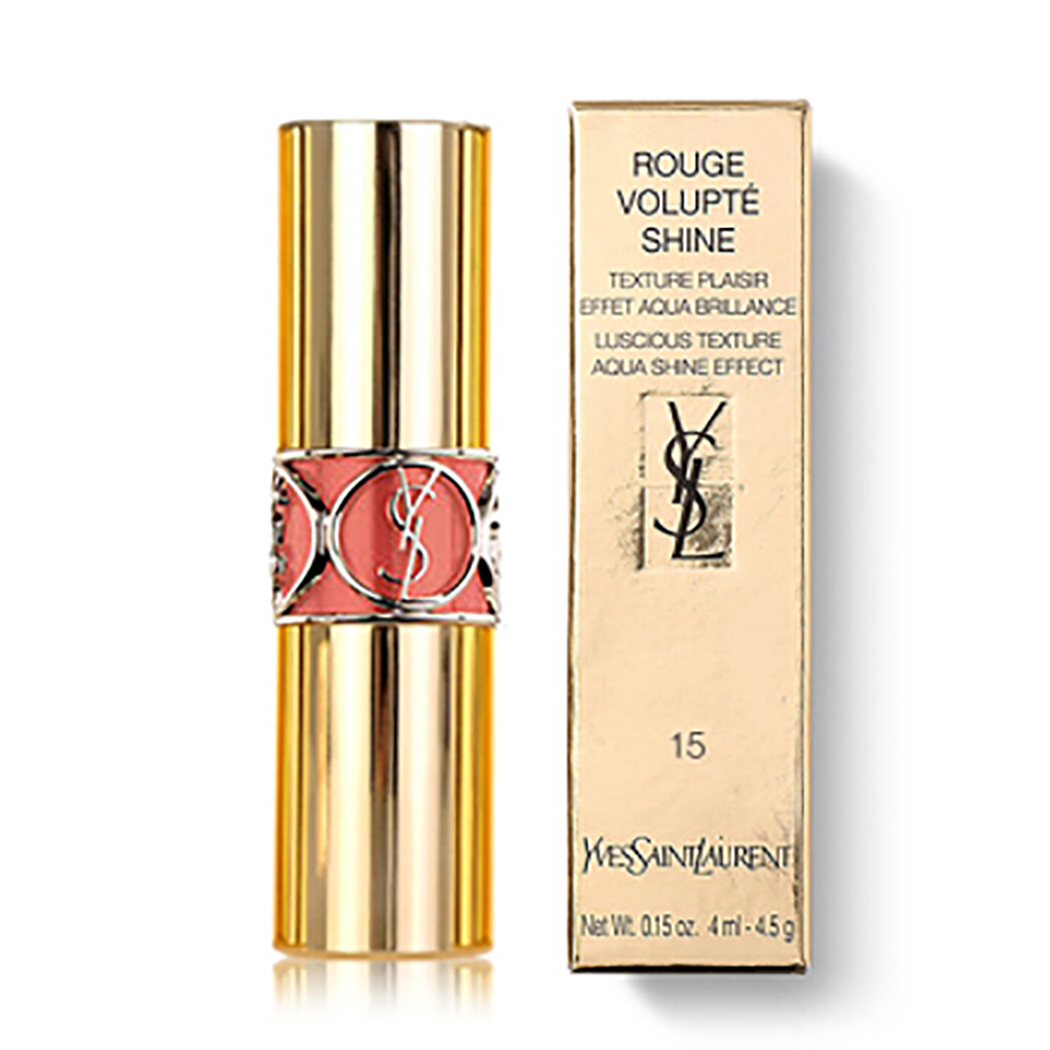 ROUGE
VOLUPTÉ
SHINE
TEXTURE PLAISIR
EFFET AQUA BRILLANCE
LUSCIOUS TEXTURE
AQUA SHINE EFFECT
YSL
YSL
15
YVESSAINTLAURENT
Net Wt. 0.15 oz. 4 ml - 4.5 g